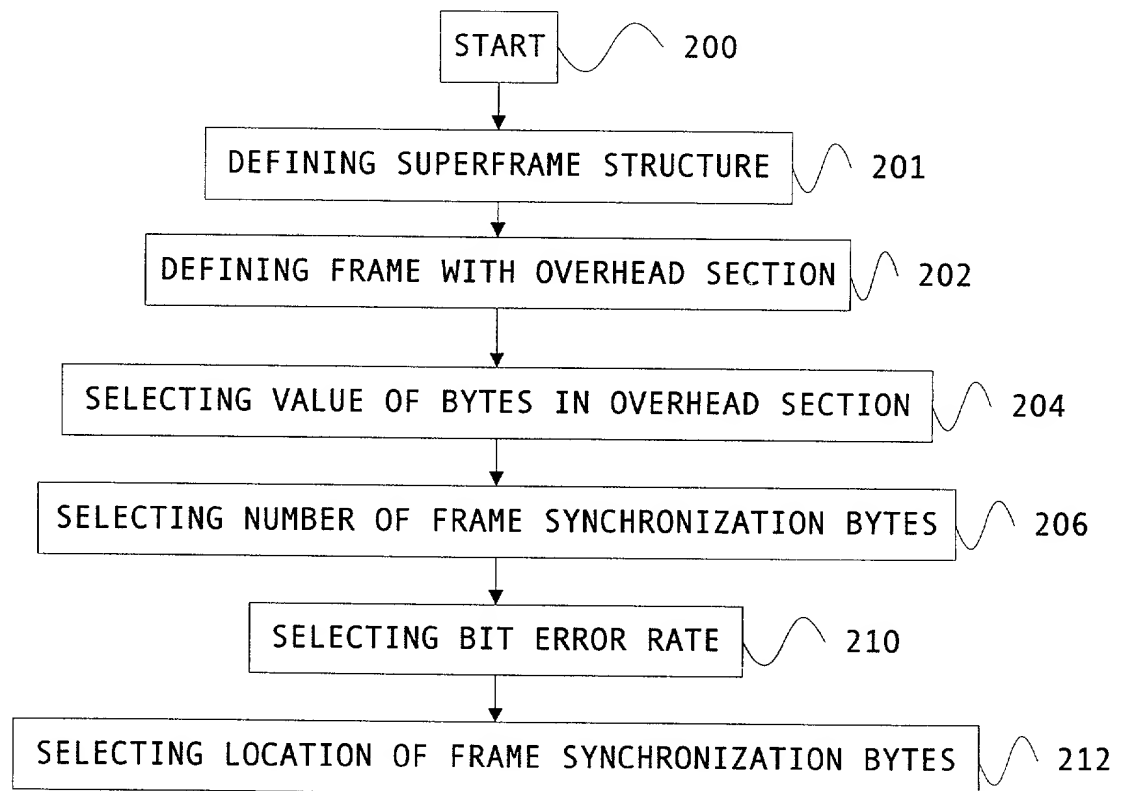 START 200
DEFINING SUPERFRAME STRUCTURE 201
DEFINING FRAME WITH OVERHEAD SECTION 202
SELECTING VALUE OF BYTES IN OVERHEAD SECTION 204
SELECTING NUMBER OF FRAME SYNCHRONIZATION BYTES 206
SELECTING BIT ERROR RATE 210
SELECTING LOCATION OF FRAME SYNCHRONIZATION BYTES 212